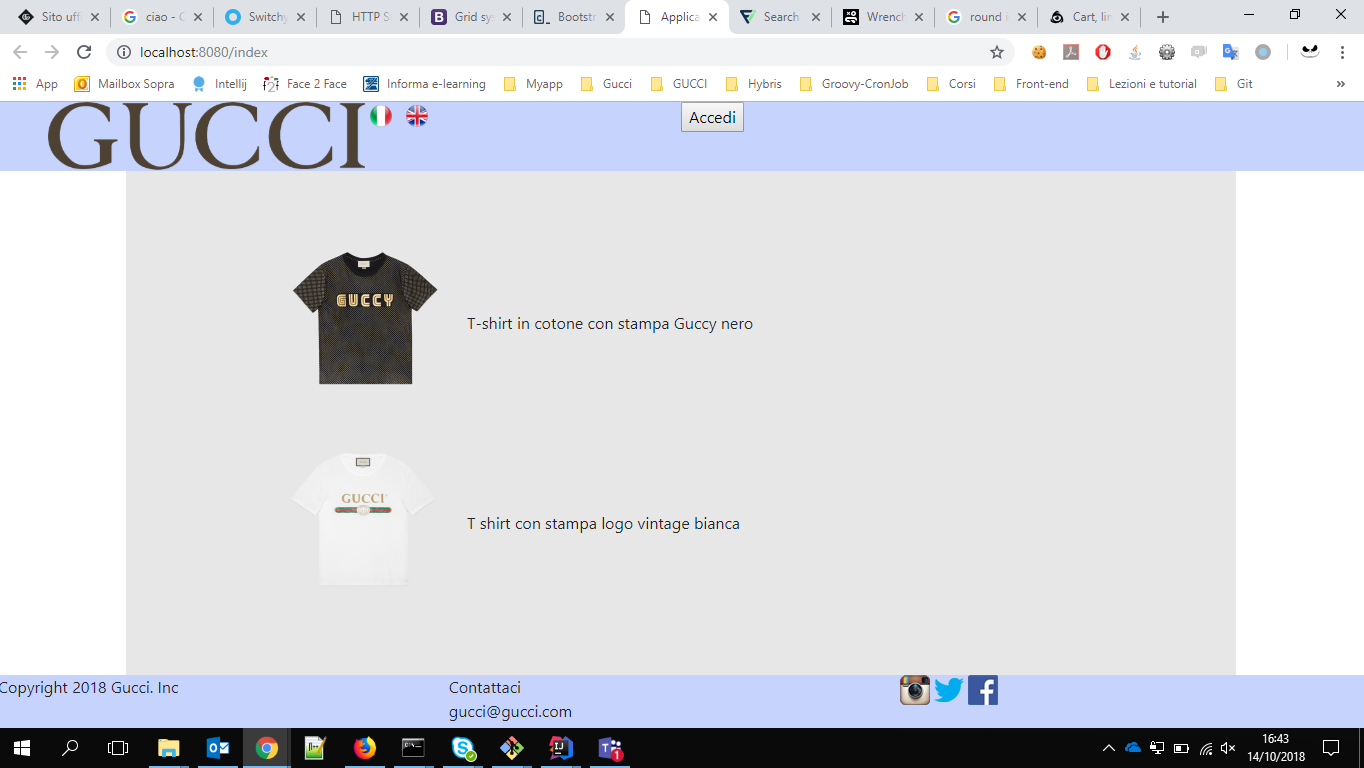 Sito uff
ciao - C
Switchy
HTTP S
Grid sys
Bootstr
Applica
Search
Wrench
round i
Cart, lin
localhost:8080/index
App
Mailbox Sopra
Intellij
Face 2 Face
Informa e-learning
Myapp
Gucci
GUCCI
Hybris
Groovy-CronJob
Corsi
Front-end
Lezioni e tutorial
Git
»
GUCCI
Accedi
GUCCY
T-shirt in cotone con stampa Guccy nero
GUCCI
T shirt con stampa logo vintage bianca
Copyright 2018 Gucci. Inc
Contattaci
gucci@gucci.com
16:43
14/10/2018